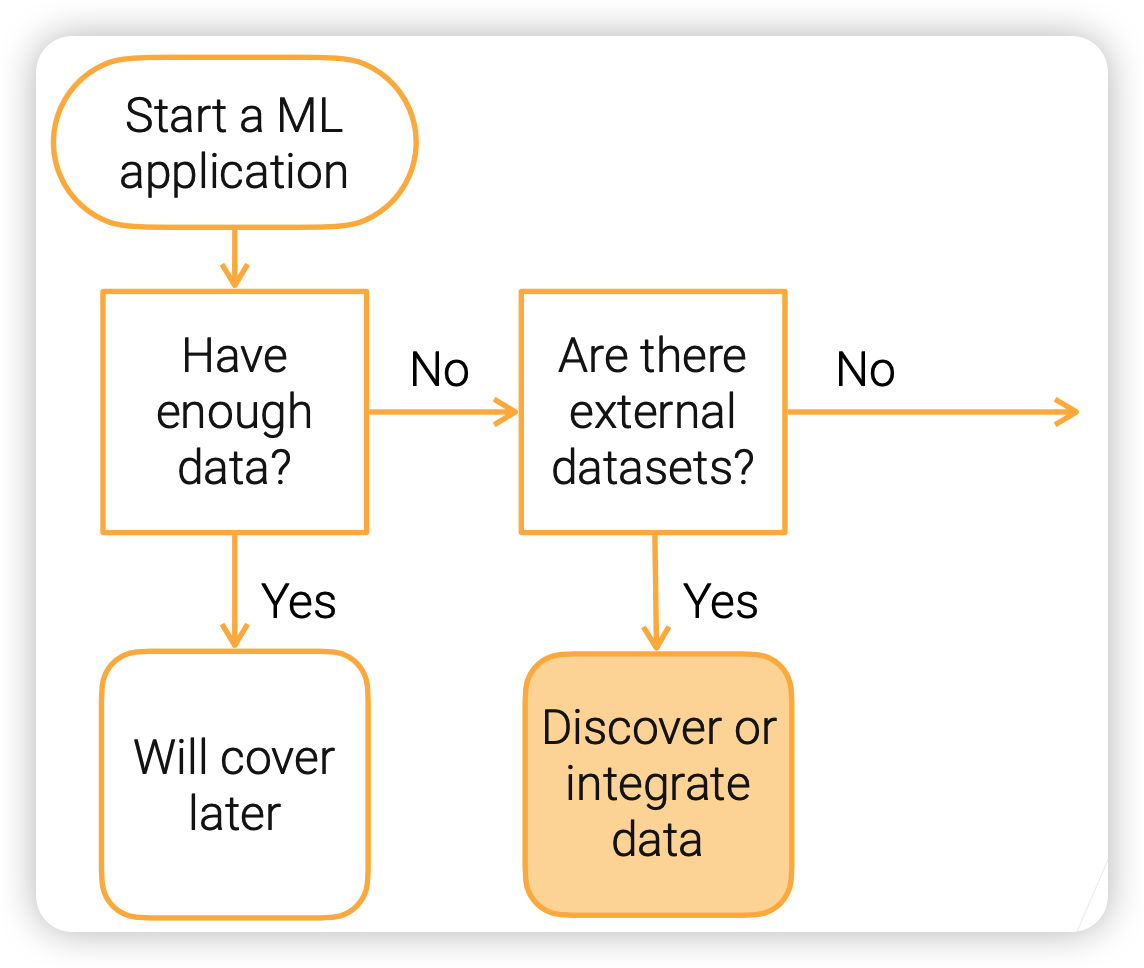 Start a ML
application
Have
enough
data?
No
Are there
external
datasets?
No
Yes
Yes
Will cover
later
Discover or
integrate
data